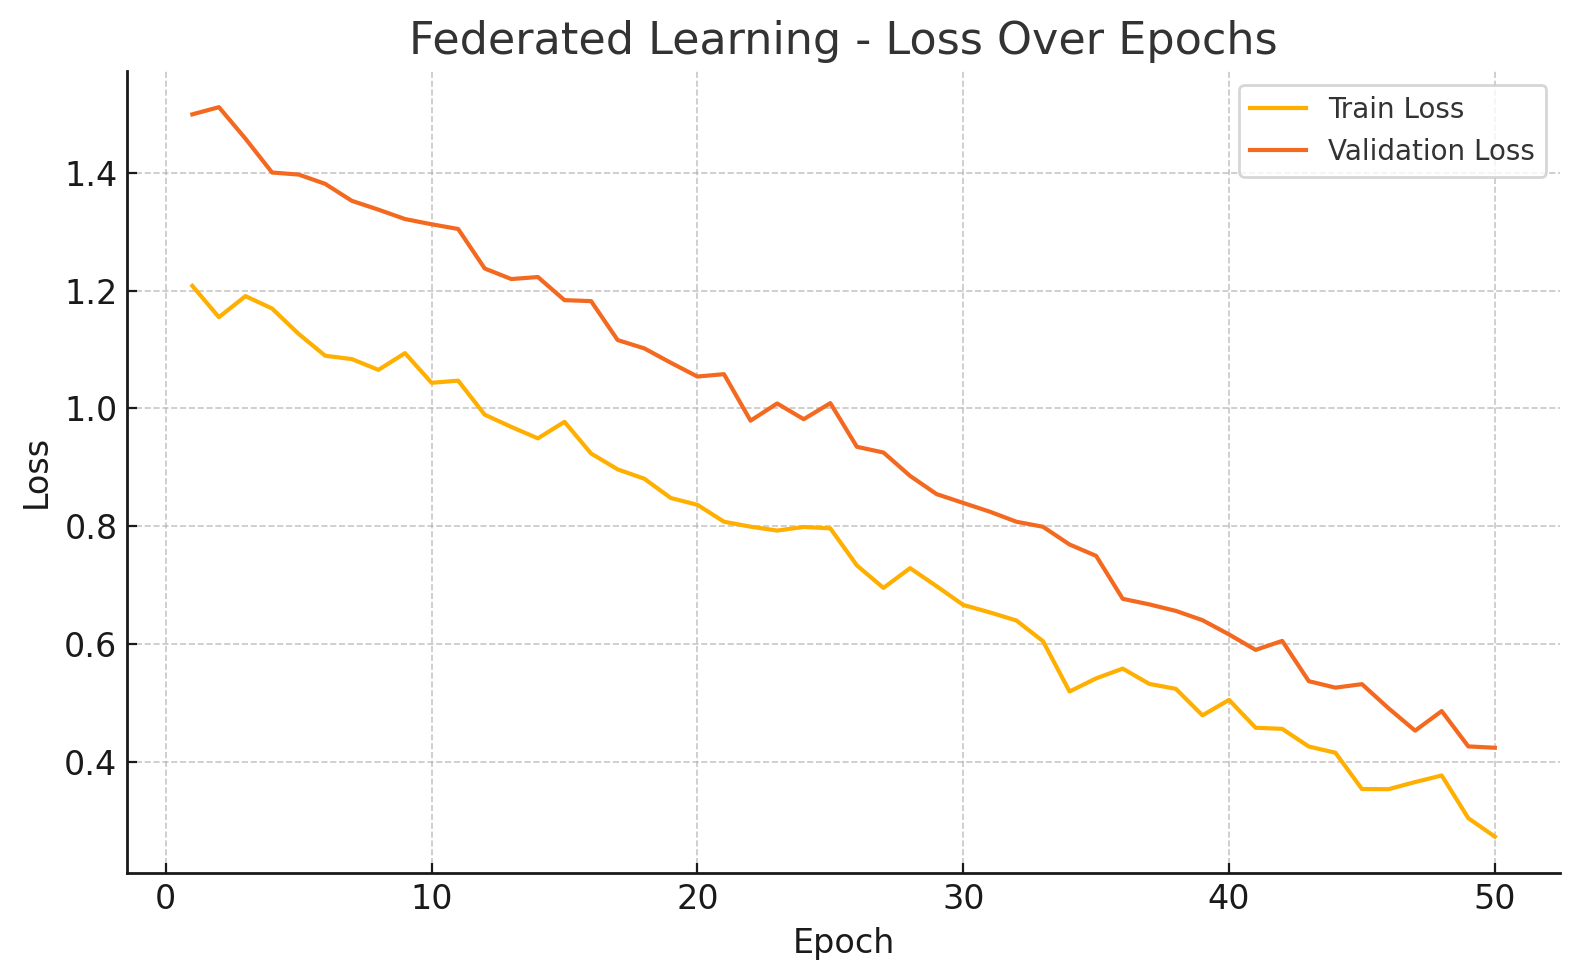 Federated Learning - Loss Over Epochs
Train Loss
Validation Loss
1.4
1.2
1.0
0.8
0.6
0.4
Loss
0 10 20 30 40 50
Epoch